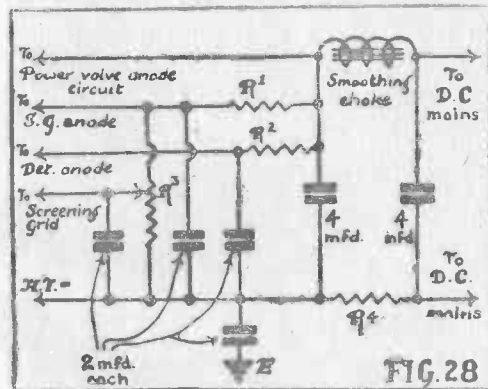 To
Power valve anode
circuit
To
S.g. anode
To
Det. anode
To
Screening
Grid
H.T.-
R¹
R²
R³
Smoothing
choke
To
D.C
mains
4
mfd.
4
mfd
To
D.C.
mains
R⁴
2 mfd.
each
E
FIG. 28